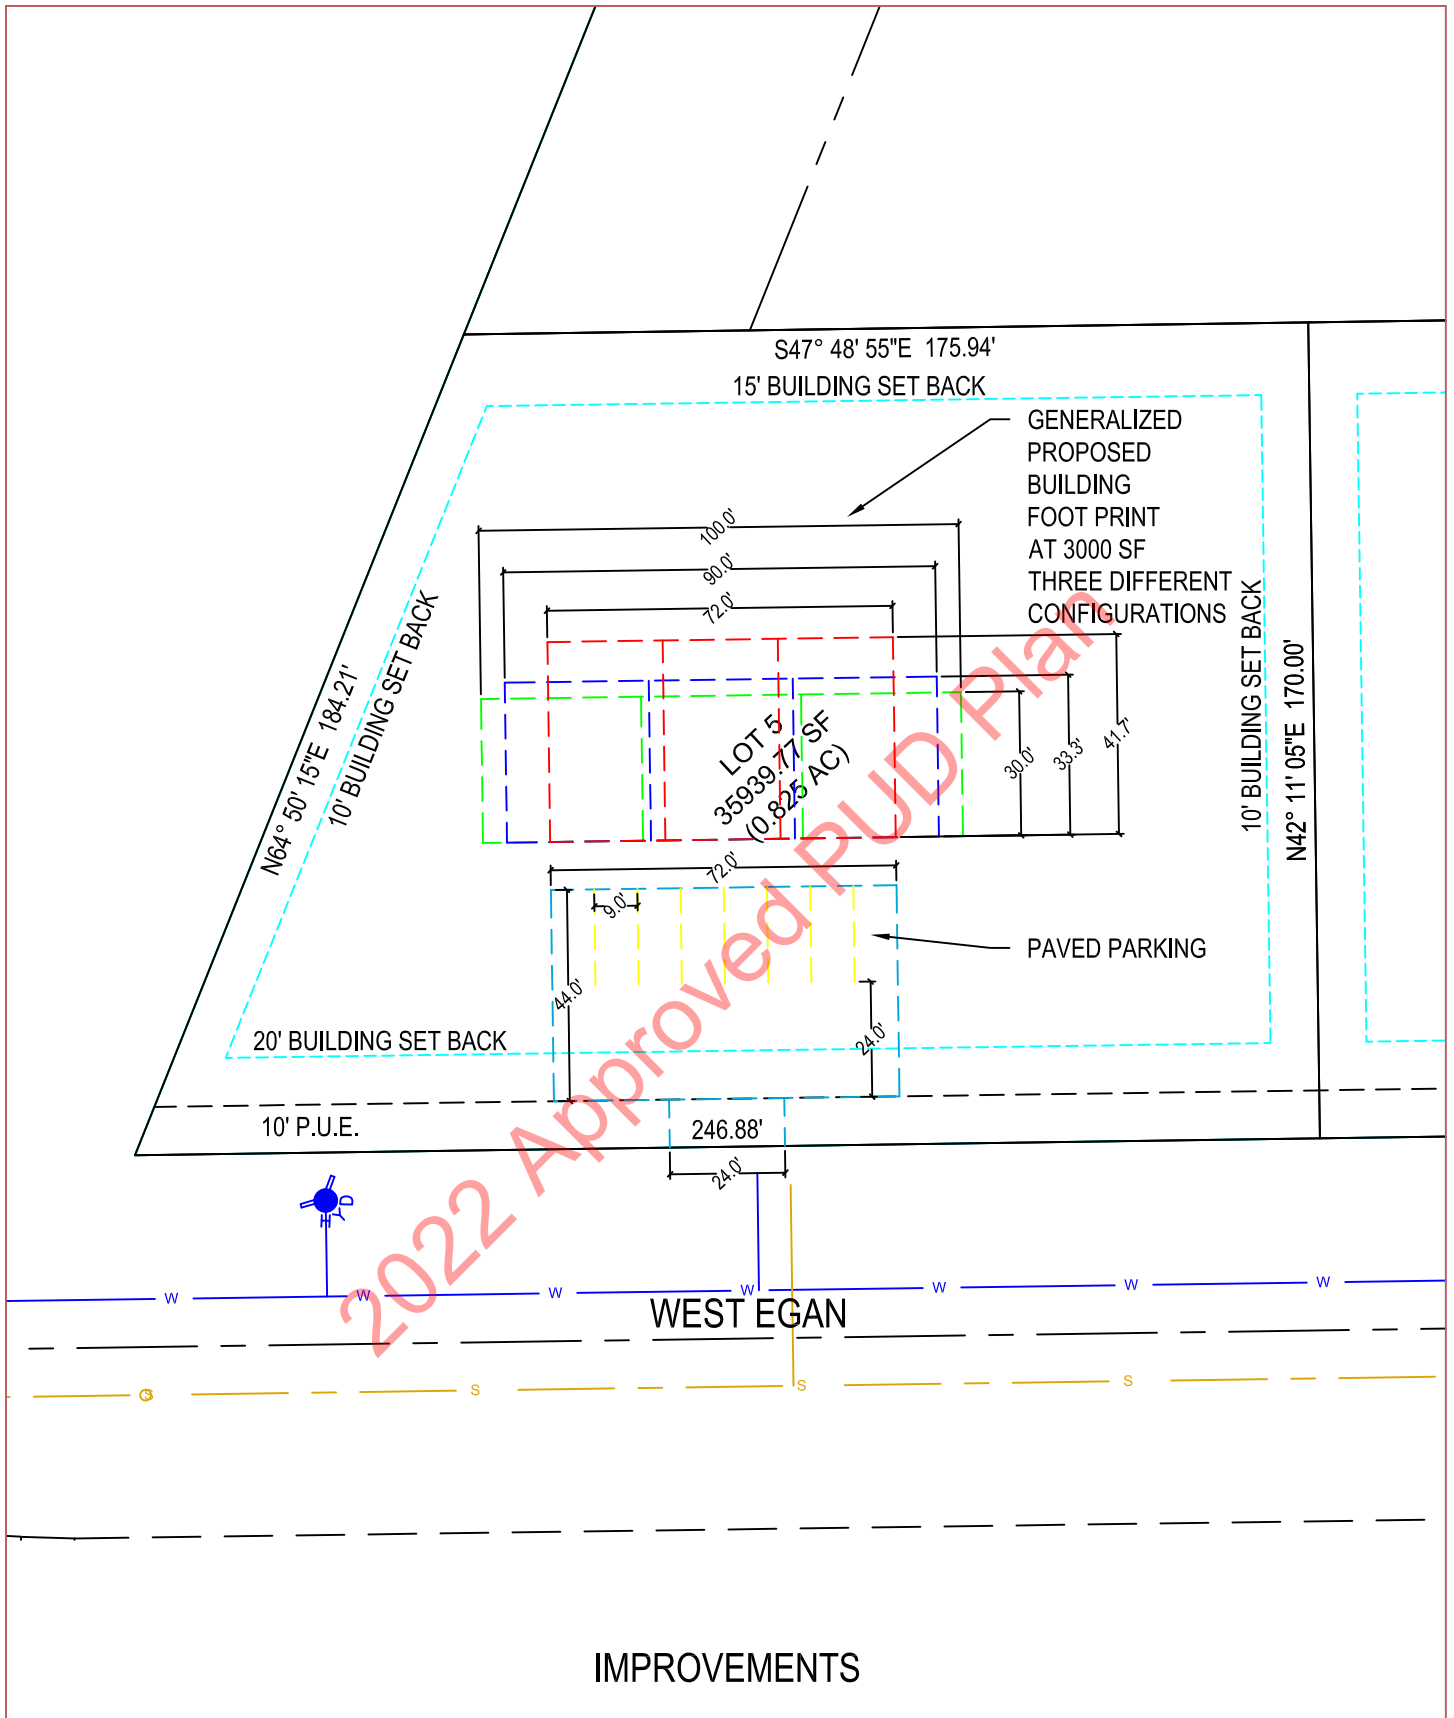 S47° 48' 55"E 175.94'
15' BUILDING SET BACK
GENERALIZED
PROPOSED
BUILDING
FOOT PRINT
AT 3000 SF
THREE DIFFERENT
CONFIGURATIONS
100.0'
90.0'
72.0'
N64° 50' 15"E 184.21'
10' BUILDING SET BACK
LOT 5
35939.77 SF
(0.825 AC)
30.0'
33.3'
41.7'
10' BUILDING SET BACK
N42° 11' 05"E 170.00'
72.0'
9.0'
44.0'
24.0'
PAVED PARKING
20' BUILDING SET BACK
10' P.U.E.
246.88'
24.0'
HYD
W W W W W W W
WEST EGAN
S S S S
2022 Approved PUD Plan
IMPROVEMENTS